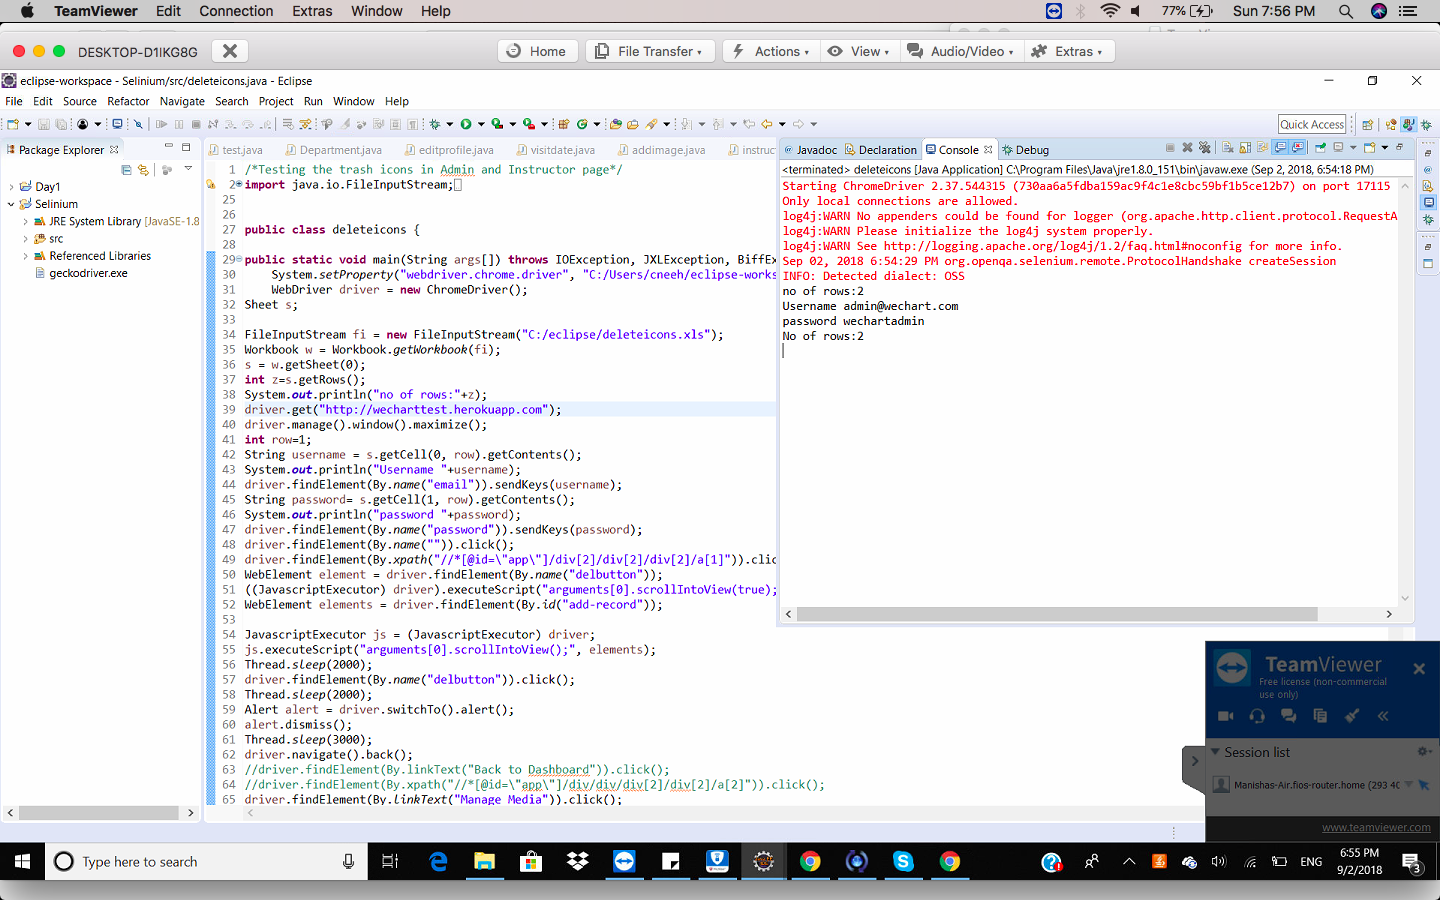 TeamViewer Edit Connection Extras Window Help 77% Sun 7:56 PM
DESKTOP-D1IKG8G Home File Transfer Actions View Audio/Video Extras
eclipse-workspace - Selinium/src/deleteicons.java - Eclipse
File Edit Source Refactor Navigate Search Project Run Window Help
Quick Access
Package Explorer
Day1
Selinium
JRE System Library [JavaSE-1.8
src
Referenced Libraries
geckodriver.exe
test.java Department.java editprofile.java visitdate.java addimage.java instruc
1 /*Testing the trash icons in Admin and Instructor page*/
2 import java.io.FileInputStream;
25
26
27 public class deleteicons {
28
29 public static void main(String args[]) throws IOException, JXLException, BiffEx
30 System.setProperty("webdriver.chrome.driver", "C:/Users/cneeh/eclipse-works
31 WebDriver driver = new ChromeDriver();
32 Sheet s;
33
34 FileInputStream fi = new FileInputStream("C:/eclipse/deleteicons.xls");
35 Workbook w = Workbook.getWorkbook(fi);
36 s = w.getSheet(0);
37 int z=s.getRows();
38 System.out.println("no of rows:"+z);
39 driver.get("http://wecharttest.herokuapp.com");
40 driver.manage().window().maximize();
41 int row=1;
42 String username = s.getCell(0, row).getContents();
43 System.out.println("Username "+username);
44 driver.findElement(By.name("email")).sendKeys(username);
45 String password= s.getCell(1, row).getContents();
46 System.out.println("password "+password);
47 driver.findElement(By.name("password")).sendKeys(password);
48 driver.findElement(By.name("")).click();
49 driver.findElement(By.xpath("//*[@id=\"app\"]/div[2]/div[2]/div[2]/a[1]")).clic
50 WebElement element = driver.findElement(By.name("delbutton"));
51 ((JavascriptExecutor) driver).executeScript("arguments[0].scrollIntoView(true);
52 WebElement elements = driver.findElement(By.id("add-record"));
53
54 JavascriptExecutor js = (JavascriptExecutor) driver;
55 js.executeScript("arguments[0].scrollIntoView();", elements);
56 Thread.sleep(2000);
57 driver.findElement(By.name("delbutton")).click();
58 Thread.sleep(2000);
59 Alert alert = driver.switchTo().alert();
60 alert.dismiss();
61 Thread.sleep(3000);
62 driver.navigate().back();
63 //driver.findElement(By.linkText("Back to Dashboard")).click();
64 //driver.findElement(By.xpath("//*[@id=\"app\"]/div/div/div[2]/div[2]/a[2]")).click();
65 driver.findElement(By.linkText("Manage Media")).click();
Javadoc Declaration Console Debug
<terminated> deleteicons [Java Application] C:\Program Files\Java\jre1.8.0_151\bin\javaw.exe (Sep 2, 2018, 6:54:18 PM)
Starting ChromeDriver 2.37.544315 (730aa6a5fdba159ac9f4c1e8cbc59bf1b5ce12b7) on port 17115
Only local connections are allowed.
log4j:WARN No appenders could be found for logger (org.apache.http.client.protocol.RequestA
log4j:WARN Please initialize the log4j system properly.
log4j:WARN See http://logging.apache.org/log4j/1.2/faq.html#noconfig for more info.
Sep 02, 2018 6:54:29 PM org.openqa.selenium.remote.ProtocolHandshake createSession
INFO: Detected dialect: OSS
no of rows:2
Username admin@wechart.com
password wechartadmin
No of rows:2
TeamViewer
Free license (non-commercial
use only)
Session list
Manishas-Air.fios-router.home (293 4
www.teamviewer.com
Type here to search
ENG
6:55 PM
9/2/2018
3